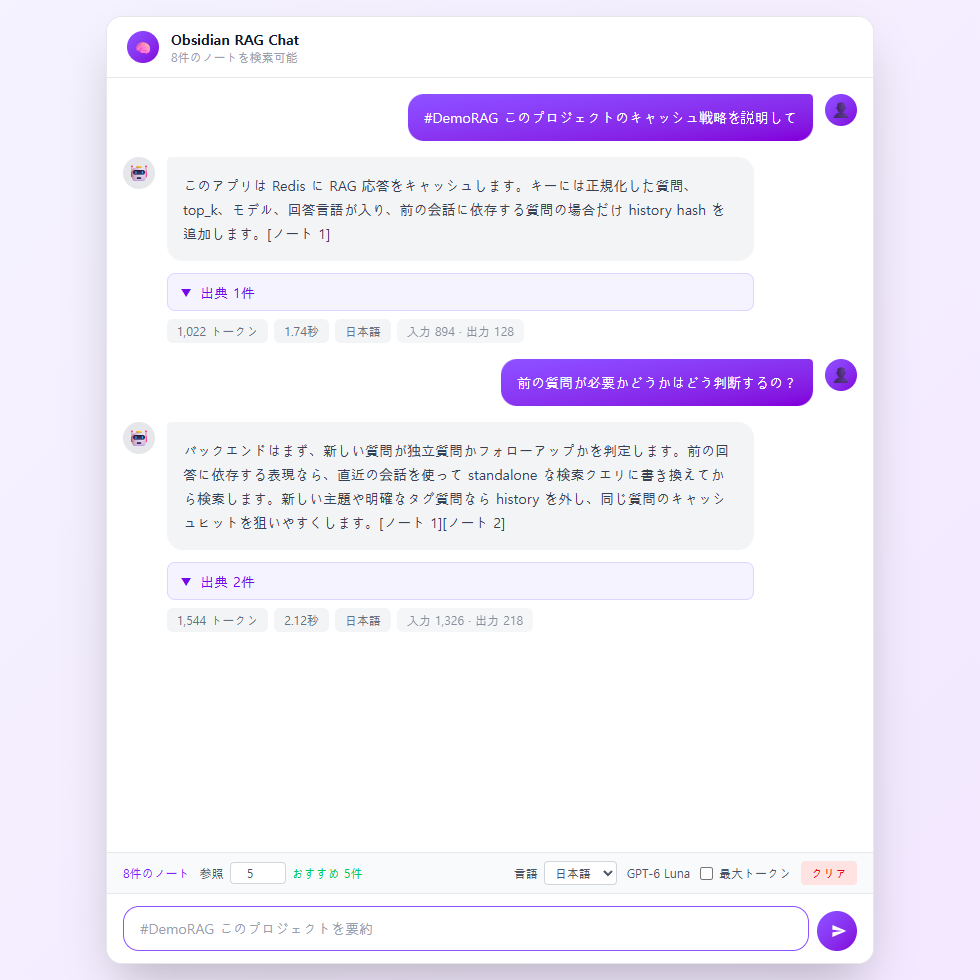 Obsidian RAG Chat
8件のノートを検索可能
#DemoRAG このプロジェクトのキャッシュ戦略を説明して
このアプリは Redis に RAG 応答をキャッシュします。キーには正規化した質問、
top_k、モデル、回答言語が入り、前の会話に依存する質問の場合だけ history hash を
追加します。[ノート 1]
▼ 出典 1件
1,022 トークン 1.74秒 日本語 入力 894 · 出力 128
前の質問が必要かどうかはどう判断するの？
バックエンドはまず、新しい質問が独立質問かフォローアップかを判定します。前の回
答に依存する表現なら、直近の会話を使って standalone な検索クエリに書き換えてか
ら検索します。新しい主題や明確なタグ質問なら history を外し、同じ質問のキャッシ
ュヒットを狙いやすくします。[ノート 1][ノート 2]
▼ 出典 2件
1,544 トークン 2.12秒 日本語 入力 1,326 · 出力 218
8件のノート 参照 5 おすすめ 5件 言語 日本語 GPT-6 Luna 最大トークン クリア
#DemoRAG このプロジェクトを要約